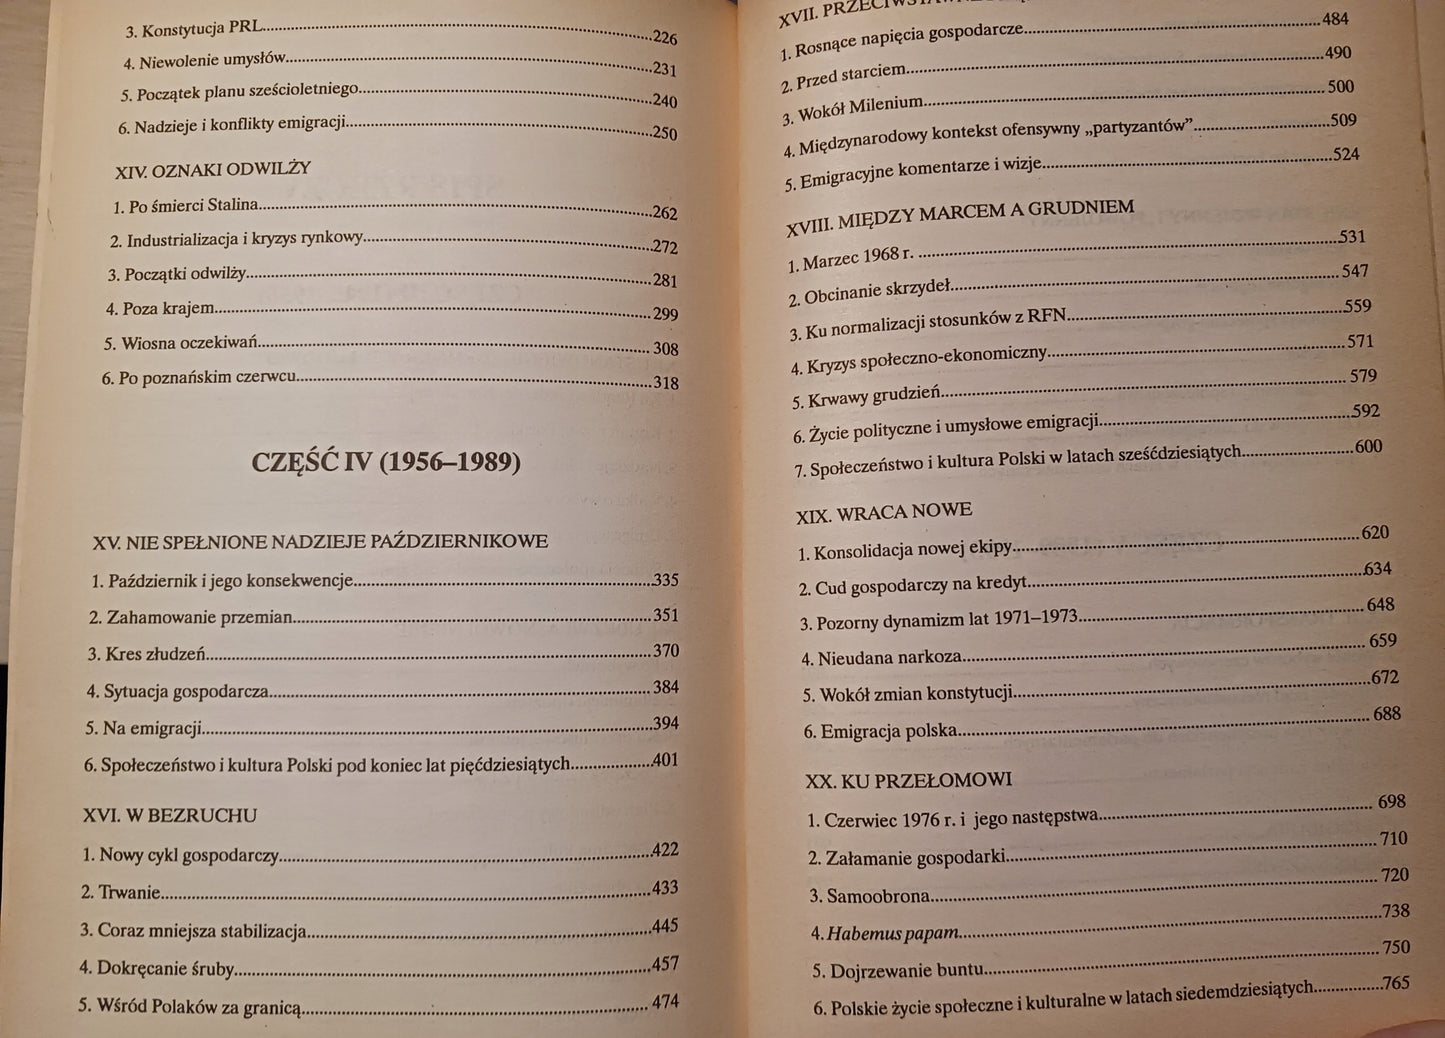 3. Konstytucja PRL..........226
4. Niewolenie umysłów..........231
5. Początek planu sześcioletniego..........240
6. Nadzieje i konflikty emigracji..........250
XIV. OZNAKI ODWILŻY
1. Po śmierci Stalina..........262
2. Industrializacja i kryzys rynkowy..........272
3. Początki odwilży..........281
4. Poza krajem..........299
5. Wiosna oczekiwań..........308
6. Po poznańskim czerwcu..........318
CZĘŚĆ IV (1956–1989)
XV. NIE SPEŁNIONE NADZIEJE PAŹDZIERNIKOWE
1. Październik i jego konsekwencje..........335
2. Zahamowanie przemian..........351
3. Kres złudzeń..........370
4. Sytuacja gospodarcza..........384
5. Na emigracji..........394
6. Społeczeństwo i kultura Polski pod koniec lat pięćdziesiątych..........401
XVI. W BEZRUCHU
1. Nowy cykl gospodarczy..........422
2. Trwanie..........433
3. Coraz mniejsza stabilizacja..........445
4. Dokręcanie śruby..........457
5. Wśród Polaków za granicą..........474
XVII.
1. Rosnące napięcia gospodarcze..........484
2. Przed starciem..........490
3. Wokół Milenium..........500
4. Międzynarodowy kontekst ofensywny „partyzantów”..........509
5. Emigracyjne komentarze i wizje..........524
XVIII. MIĘDZY MARCEM A GRUDNIEM
1. Marzec 1968 r. ..........531
2. Obcinanie skrzydeł..........547
3. Ku normalizacji stosunków z RFN..........559
4. Kryzys społeczno-ekonomiczny..........571
5. Krwawy grudzień..........579
6. Życie polityczne i umysłowe emigracji..........592
7. Społeczeństwo i kultura Polski w latach sześćdziesiątych..........600
XIX. WRACA NOWE
1. Konsolidacja nowej ekipy..........620
2. Cud gospodarczy na kredyt..........634
3. Pozorny dynamizm lat 1971–1973..........648
4. Nieudana narkoza..........659
5. Wokół zmian konstytucji..........672
6. Emigracja polska..........688
XX. KU PRZEŁOMOWI
1. Czerwiec 1976 r. i jego następstwa..........698
2. Załamanie gospodarki..........710
3. Samoobrona..........720
4. Habemus papam..........738
5. Dojrzewanie buntu..........750
6. Polskie życie społeczne i kulturalne w latach siedemdziesiątych..........765